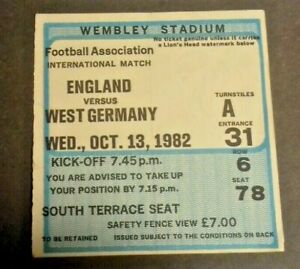 WEMBLEY STADIUM
No ticket genuine unless it carries
a Lion's Head watermark below
Football Association
INTERNATIONAL MATCH
ENGLAND
VERSUS
WEST GERMANY
WED., OCT. 13, 1982
KICK-OFF 7.45 p.m.
YOU ARE ADVISED TO TAKE UP
YOUR POSITION BY 7.15 p.m.
TURNSTILES
A
ENTRANCE
31
ROW
6
SEAT
78
SOUTH TERRACE SEAT
SAFETY FENCE VIEW £7.00
TO BE RETAINED ISSUED SUBJECT TO THE CONDITIONS ON BACK